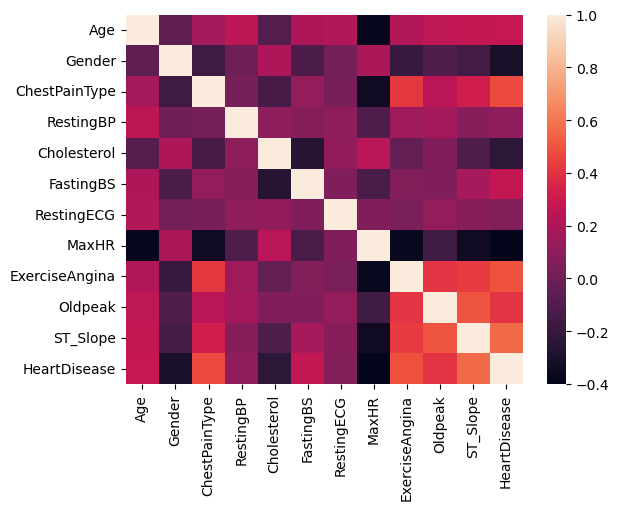 Age
Gender
ChestPainType
RestingBP
Cholesterol
FastingBS
RestingECG
MaxHR
ExerciseAngina
Oldpeak
ST_Slope
HeartDisease
Age
Gender
ChestPainType
RestingBP
Cholesterol
FastingBS
RestingECG
MaxHR
ExerciseAngina
Oldpeak
ST_Slope
HeartDisease
1.0
0.8
0.6
0.4
0.2
0.0
−0.2
−0.4